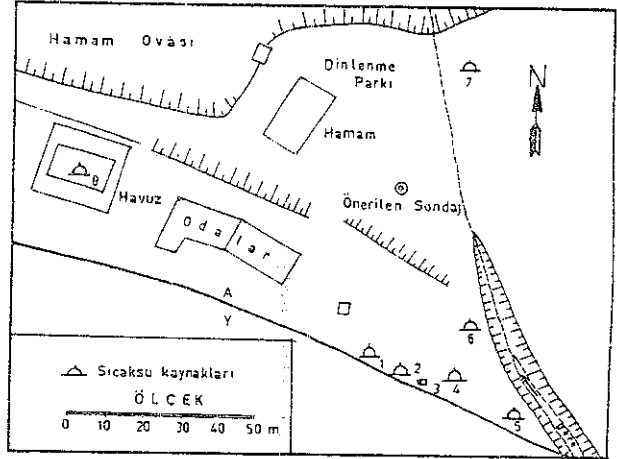 Hamam Ovası
Dinlenme
Parkı
7
N
Hamam
8
Havuz
Önerilen Sondaj
Odalar
A
Y
6
1
2
3
4
5
Sıcaksu kaynakları
ÖLÇEK
0 10 20 30 40 50 m.